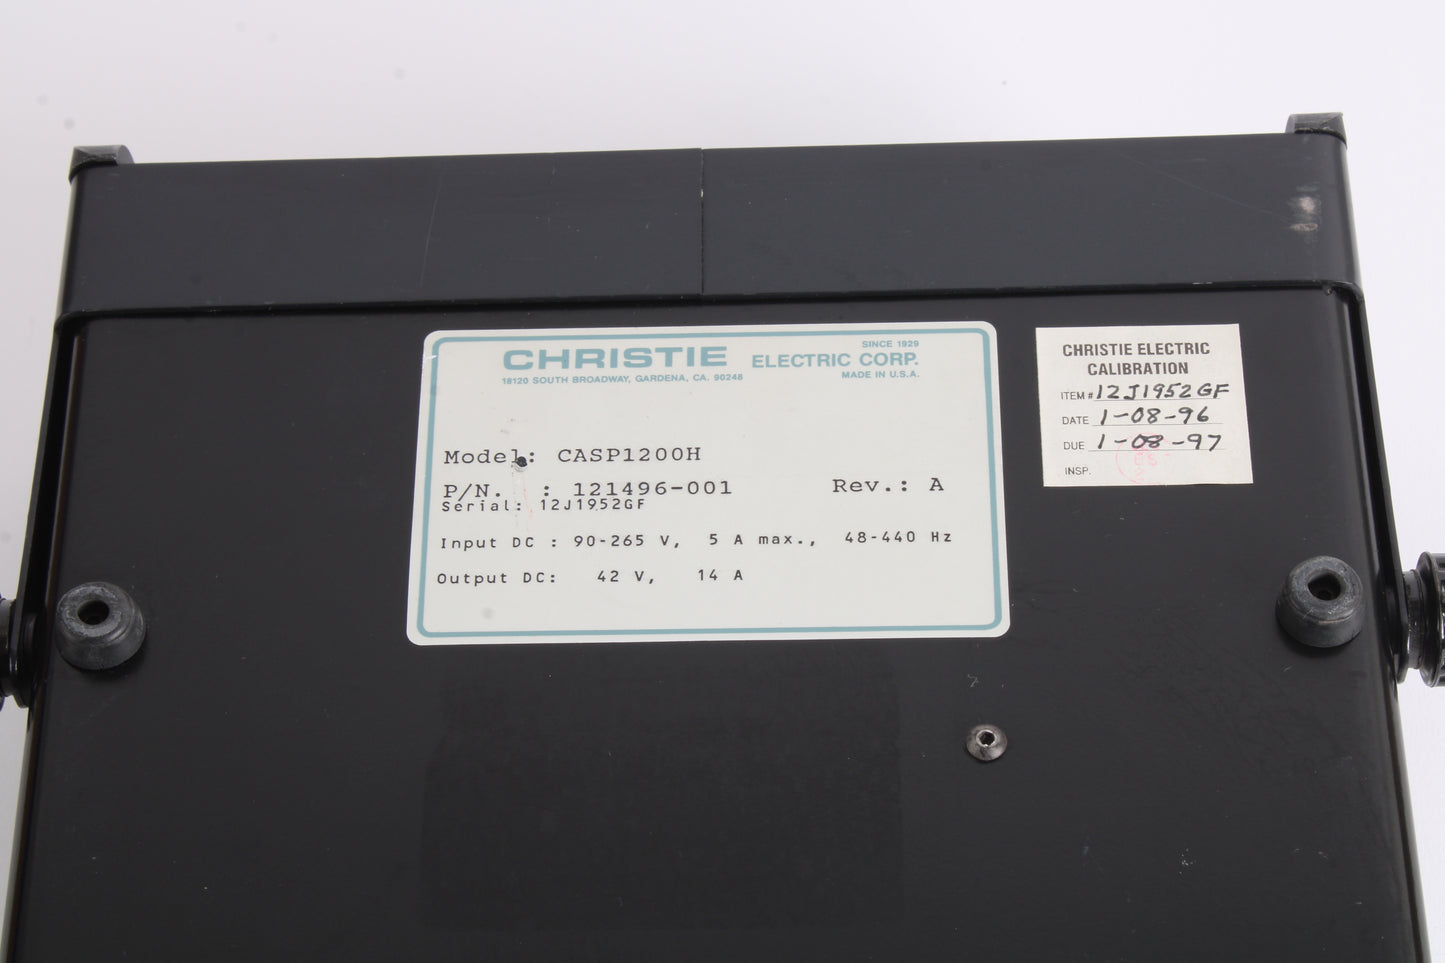 CHRISTIE ELECTRIC CORP.
SINCE 1929
18120 SOUTH BROADWAY, GARDENA, CA. 90248
MADE IN U.S.A.
Model: CASP1200H
P/N. : 121496-001 Rev.: A
Serial: 12J1952GF
Input DC : 90-265 V, 5 A max., 48-440 Hz
Output DC: 42 V, 14 A
CHRISTIE ELECTRIC
CALIBRATION
ITEM # 12J1952GF
DATE 1-08-96
DUE 1-08-97
INSP.